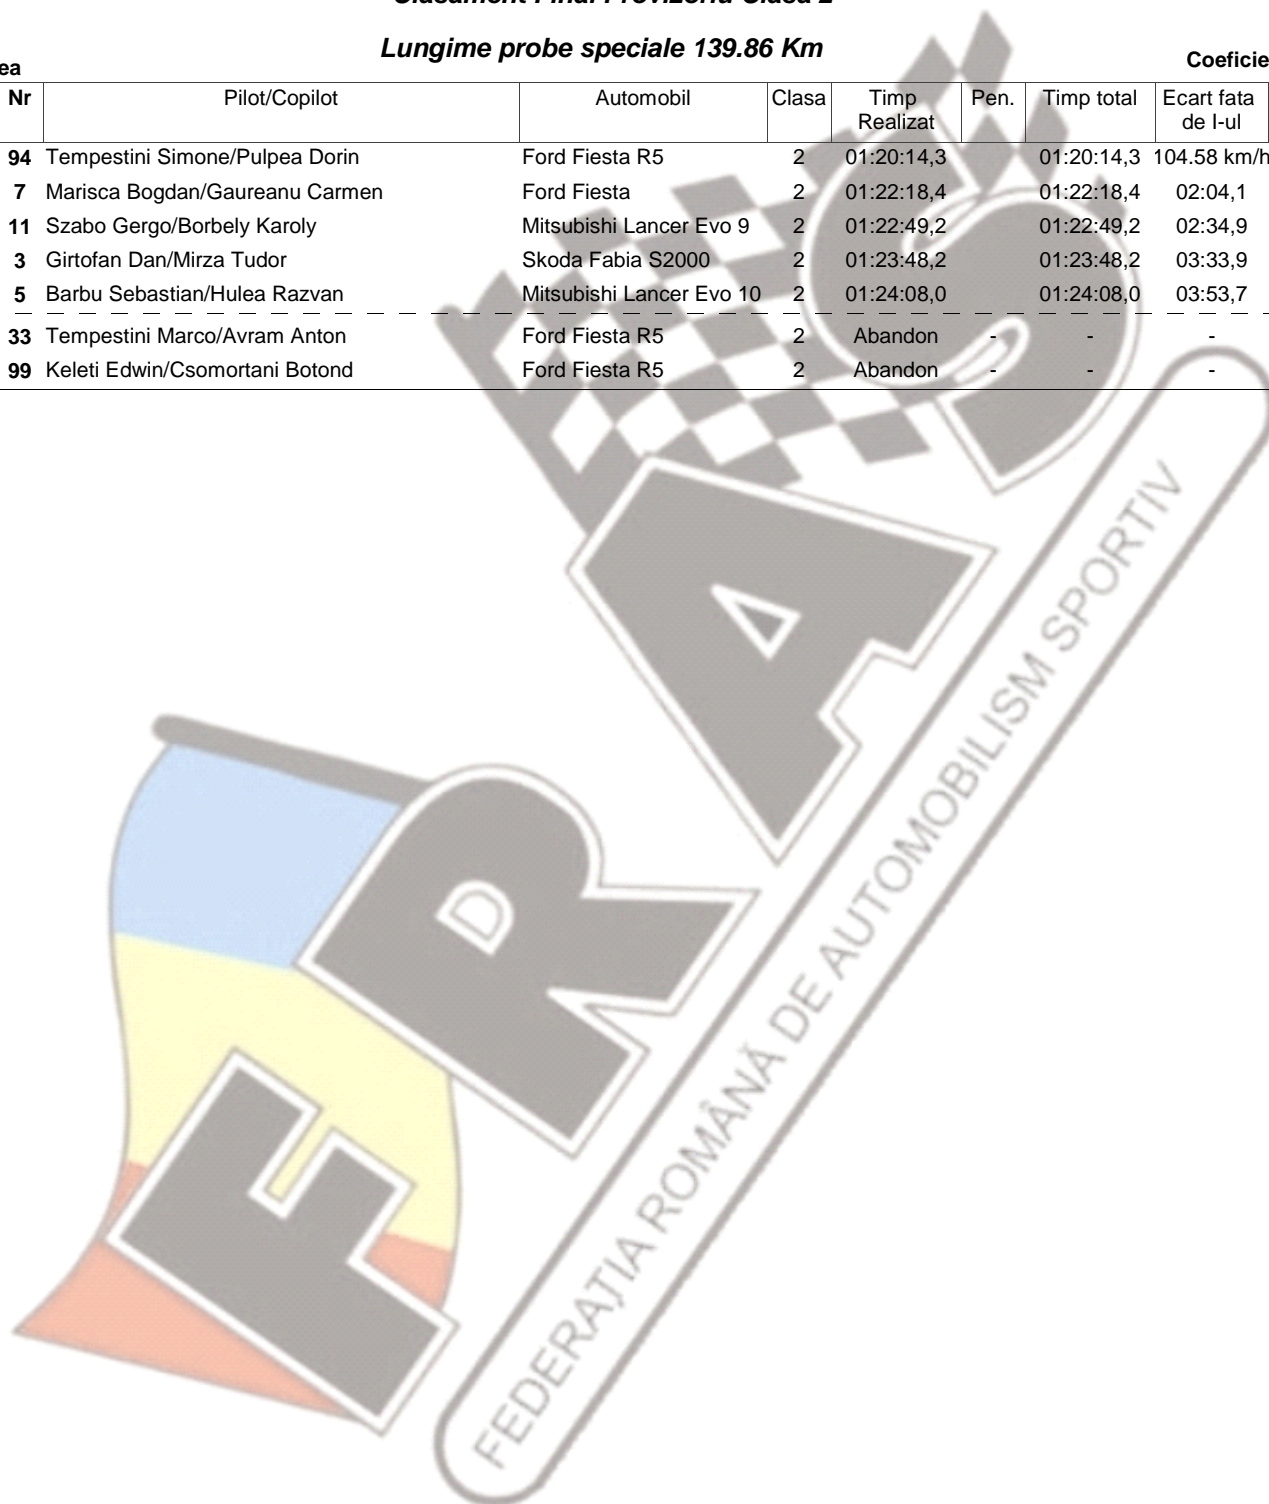 Clasament Final Provizoriu Clasa 2
Lungime probe speciale 139.86 Km
Coeficie
ea
Nr Pilot/Copilot Automobil Clasa Timp Realizat Pen. Timp total Ecart fata de I-ul
94 Tempestini Simone/Pulpea Dorin Ford Fiesta R5 2 01:20:14,3 01:20:14,3 104.58 km/h
7 Marisca Bogdan/Gaureanu Carmen Ford Fiesta 2 01:22:18,4 01:22:18,4 02:04,1
11 Szabo Gergo/Borbely Karoly Mitsubishi Lancer Evo 9 2 01:22:49,2 01:22:49,2 02:34,9
3 Girtofan Dan/Mirza Tudor Skoda Fabia S2000 2 01:23:48,2 01:23:48,2 03:33,9
5 Barbu Sebastian/Hulea Razvan Mitsubishi Lancer Evo 10 2 01:24:08,0 01:24:08,0 03:53,7
33 Tempestini Marco/Avram Anton Ford Fiesta R5 2 Abandon - - -
99 Keleti Edwin/Csomortani Botond Ford Fiesta R5 2 Abandon - - -
FRAS
FEDERAȚIA ROMÂNĂ DE AUTOMOBILISM SPORTIV